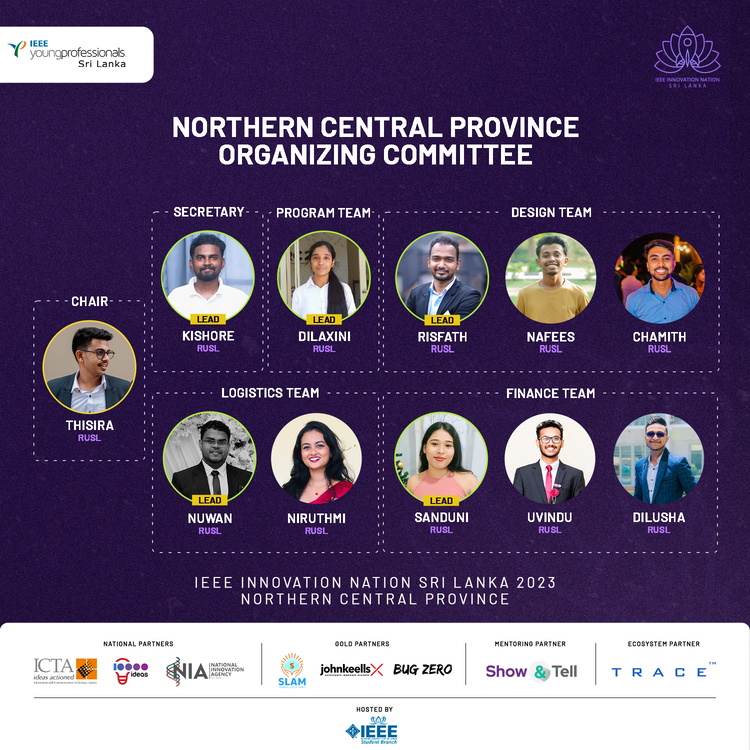 IEEE
youngprofessionals
Sri Lanka
IEEE INNOVATION NATION
SRI LANKA
NORTHERN CENTRAL PROVINCE
ORGANIZING COMMITTEE
CHAIR
THISIRA
RUSL
SECRETARY
LEAD
KISHORE
RUSL
PROGRAM TEAM
LEAD
DILAXINI
RUSL
DESIGN TEAM
LEAD
RISFATH
RUSL
NAFEES
RUSL
CHAMITH
RUSL
LOGISTICS TEAM
LEAD
NUWAN
RUSL
NIRUTHMI
RUSL
FINANCE TEAM
LEAD
SANDUNI
RUSL
UVINDU
RUSL
DILUSHA
RUSL
IEEE INNOVATION NATION SRI LANKA 2023
NORTHERN CENTRAL PROVINCE
NATIONAL PARTNERS
ICTA
ideas actioned
10000
ideas
NIA
NATIONAL
INNOVATION
AGENCY
GOLD PARTNERS
SLAM
johnkeellsX
BUG ZERO
MENTORING PARTNER
Show & Tell
ECOSYSTEM PARTNER
TRACE™
HOSTED BY
IEEE
Student Branch